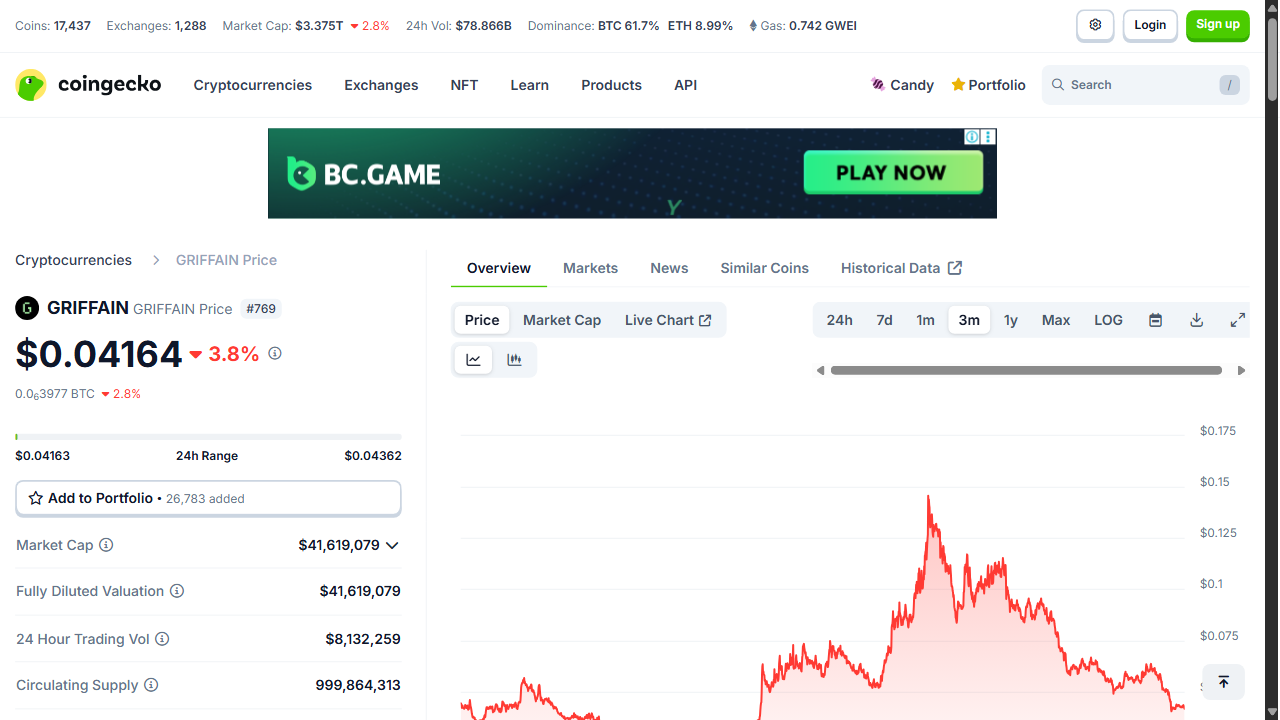 Coins: 17,437 Exchanges: 1,288 Market Cap: $3.375T 2.8% 24h Vol: $78.866B Dominance: BTC 61.7% ETH 8.99% Gas: 0.742 GWEI
Login
Sign up
coingecko
Cryptocurrencies Exchanges NFT Learn Products API
Candy Portfolio Search /
BC.GAME
PLAY NOW
Cryptocurrencies GRIFFAIN Price
GRIFFAIN GRIFFAIN Price #769
$0.04164 3.8%
0.0₆3977 BTC 2.8%
$0.04163 24h Range $0.04362
Add to Portfolio • 26,783 added
Market Cap $41,619,079
Fully Diluted Valuation $41,619,079
24 Hour Trading Vol $8,132,259
Circulating Supply 999,864,313
Overview Markets News Similar Coins Historical Data
Price Market Cap Live Chart
24h 7d 1m 3m 1y Max LOG
$0.175
$0.15
$0.125
$0.1
$0.075